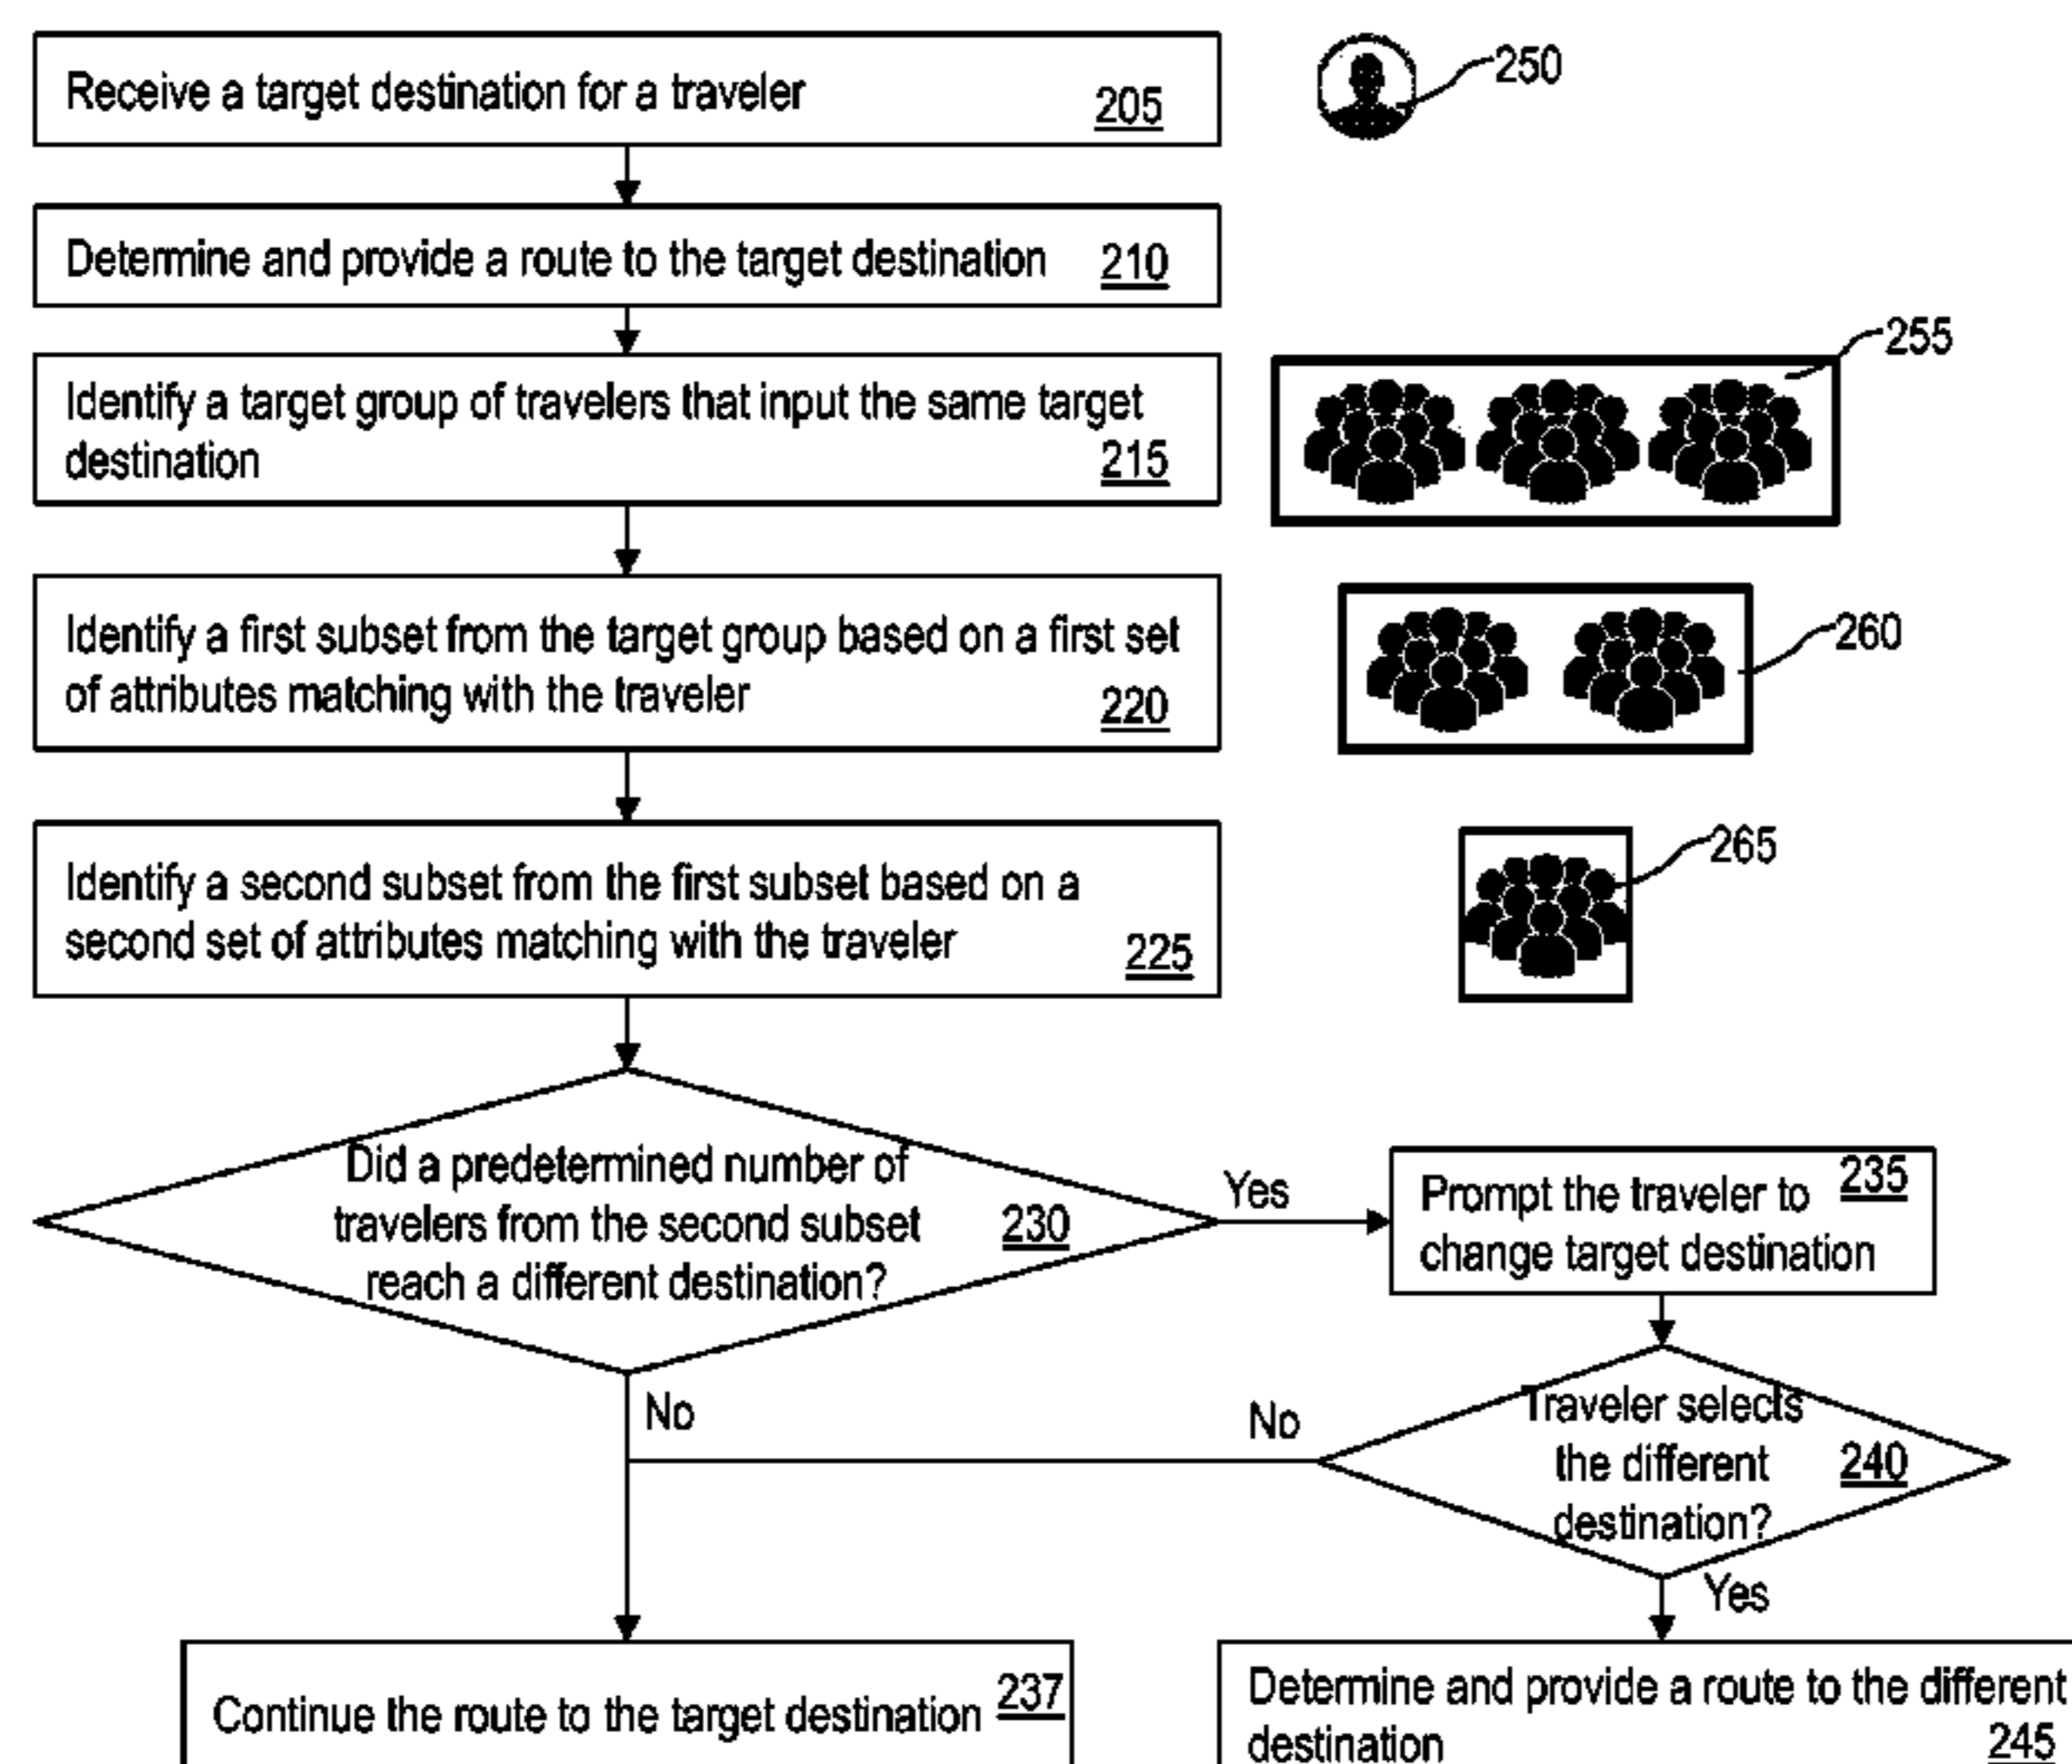 Receive a target destination for a traveler 205
250
Determine and provide a route to the target destination 210
Identify a target group of travelers that input the same target
destination 215
255
Identify a first subset from the target group based on a first set
of attributes matching with the traveler 220
260
Identify a second subset from the first subset based on a
second set of attributes matching with the traveler 225
265
Did a predetermined number of
travelers from the second subset 230
reach a different destination?
Yes
Prompt the traveler to 235
change target destination
No
No
Traveler selects
the different 240
destination?
Yes
Continue the route to the target destination 237
Determine and provide a route to the different
destination 245